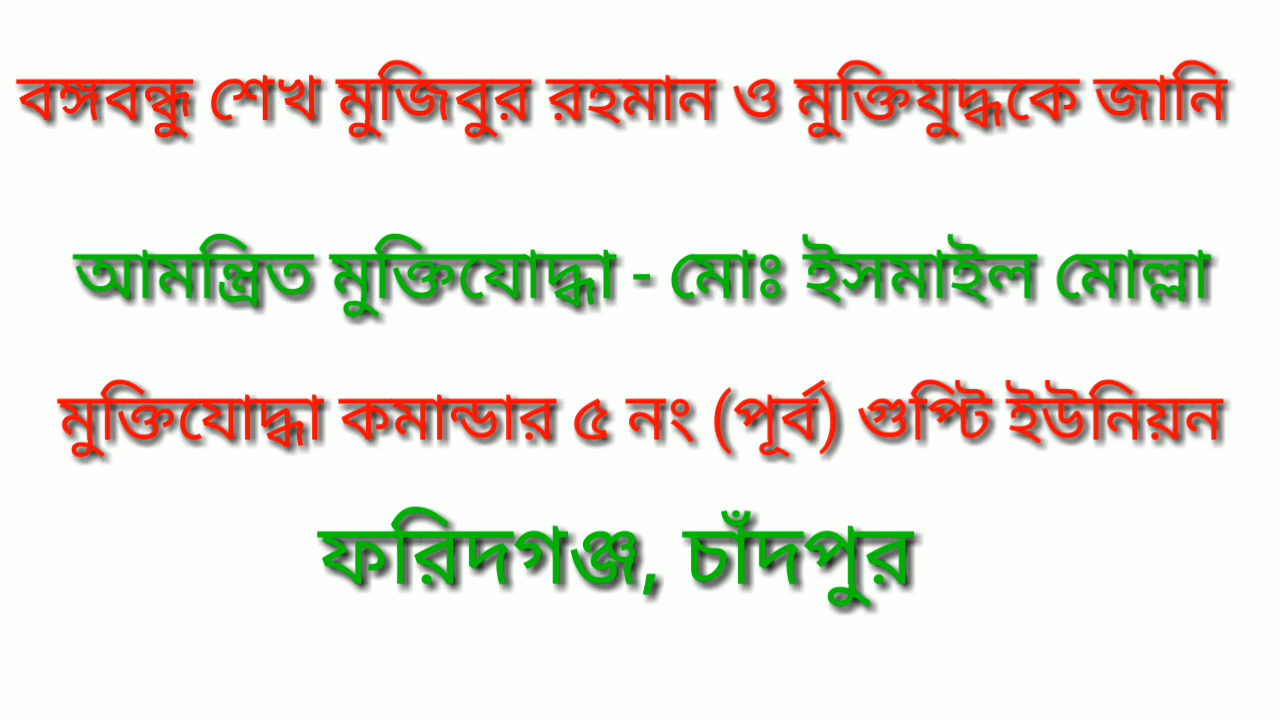 বঙ্গবন্ধু শেখ মুজিবুর রহমান ও মুক্তিযুদ্ধকে জানি
আমন্ত্রিত মুক্তিযোদ্ধা - মোঃ ইসমাইল মোল্লা
মুক্তিযোদ্ধা কমান্ডার ৫ নং (পূর্ব) গুপ্টি ইউনিয়ন
ফরিদগঞ্জ, চাঁদপুর